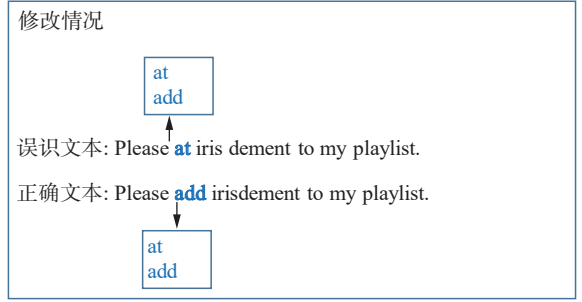 修改情况
at
add
误识文本: Please at iris dement to my playlist.
正确文本: Please add irisdement to my playlist.
at
add